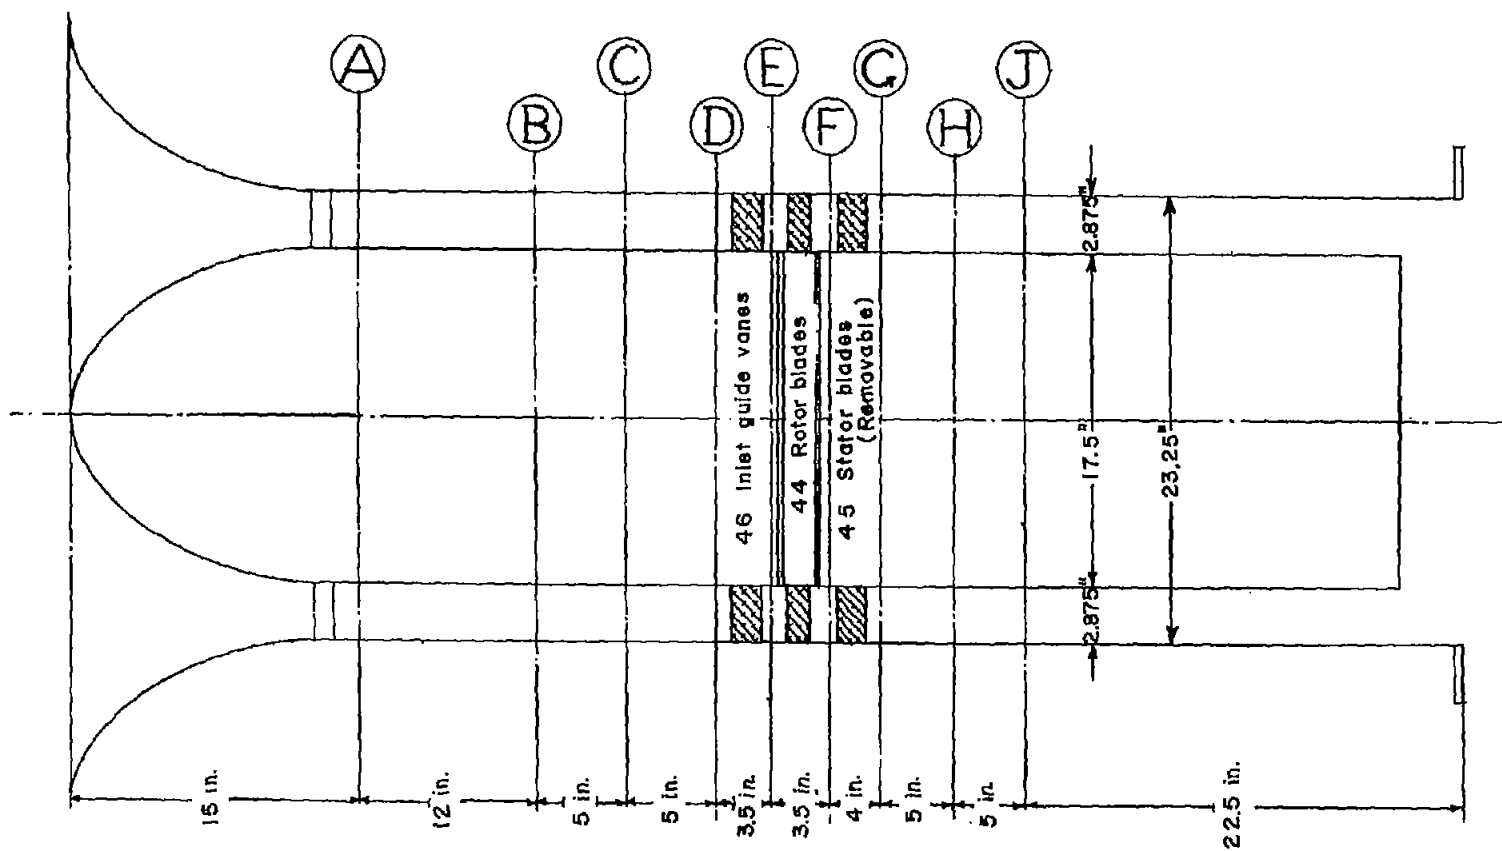 A
B
C
D
E
F
G
H
J
46 Inlet guide vanes
44 Rotor blades
45 Stator blades
(Removable)
2.875"
17.5"
2.875"
23.25"
15 in.
12 in.
5 in.
5 in.
3.5 in.
3.5 in.
4 in.
5 in.
5 in.
22.5 in.